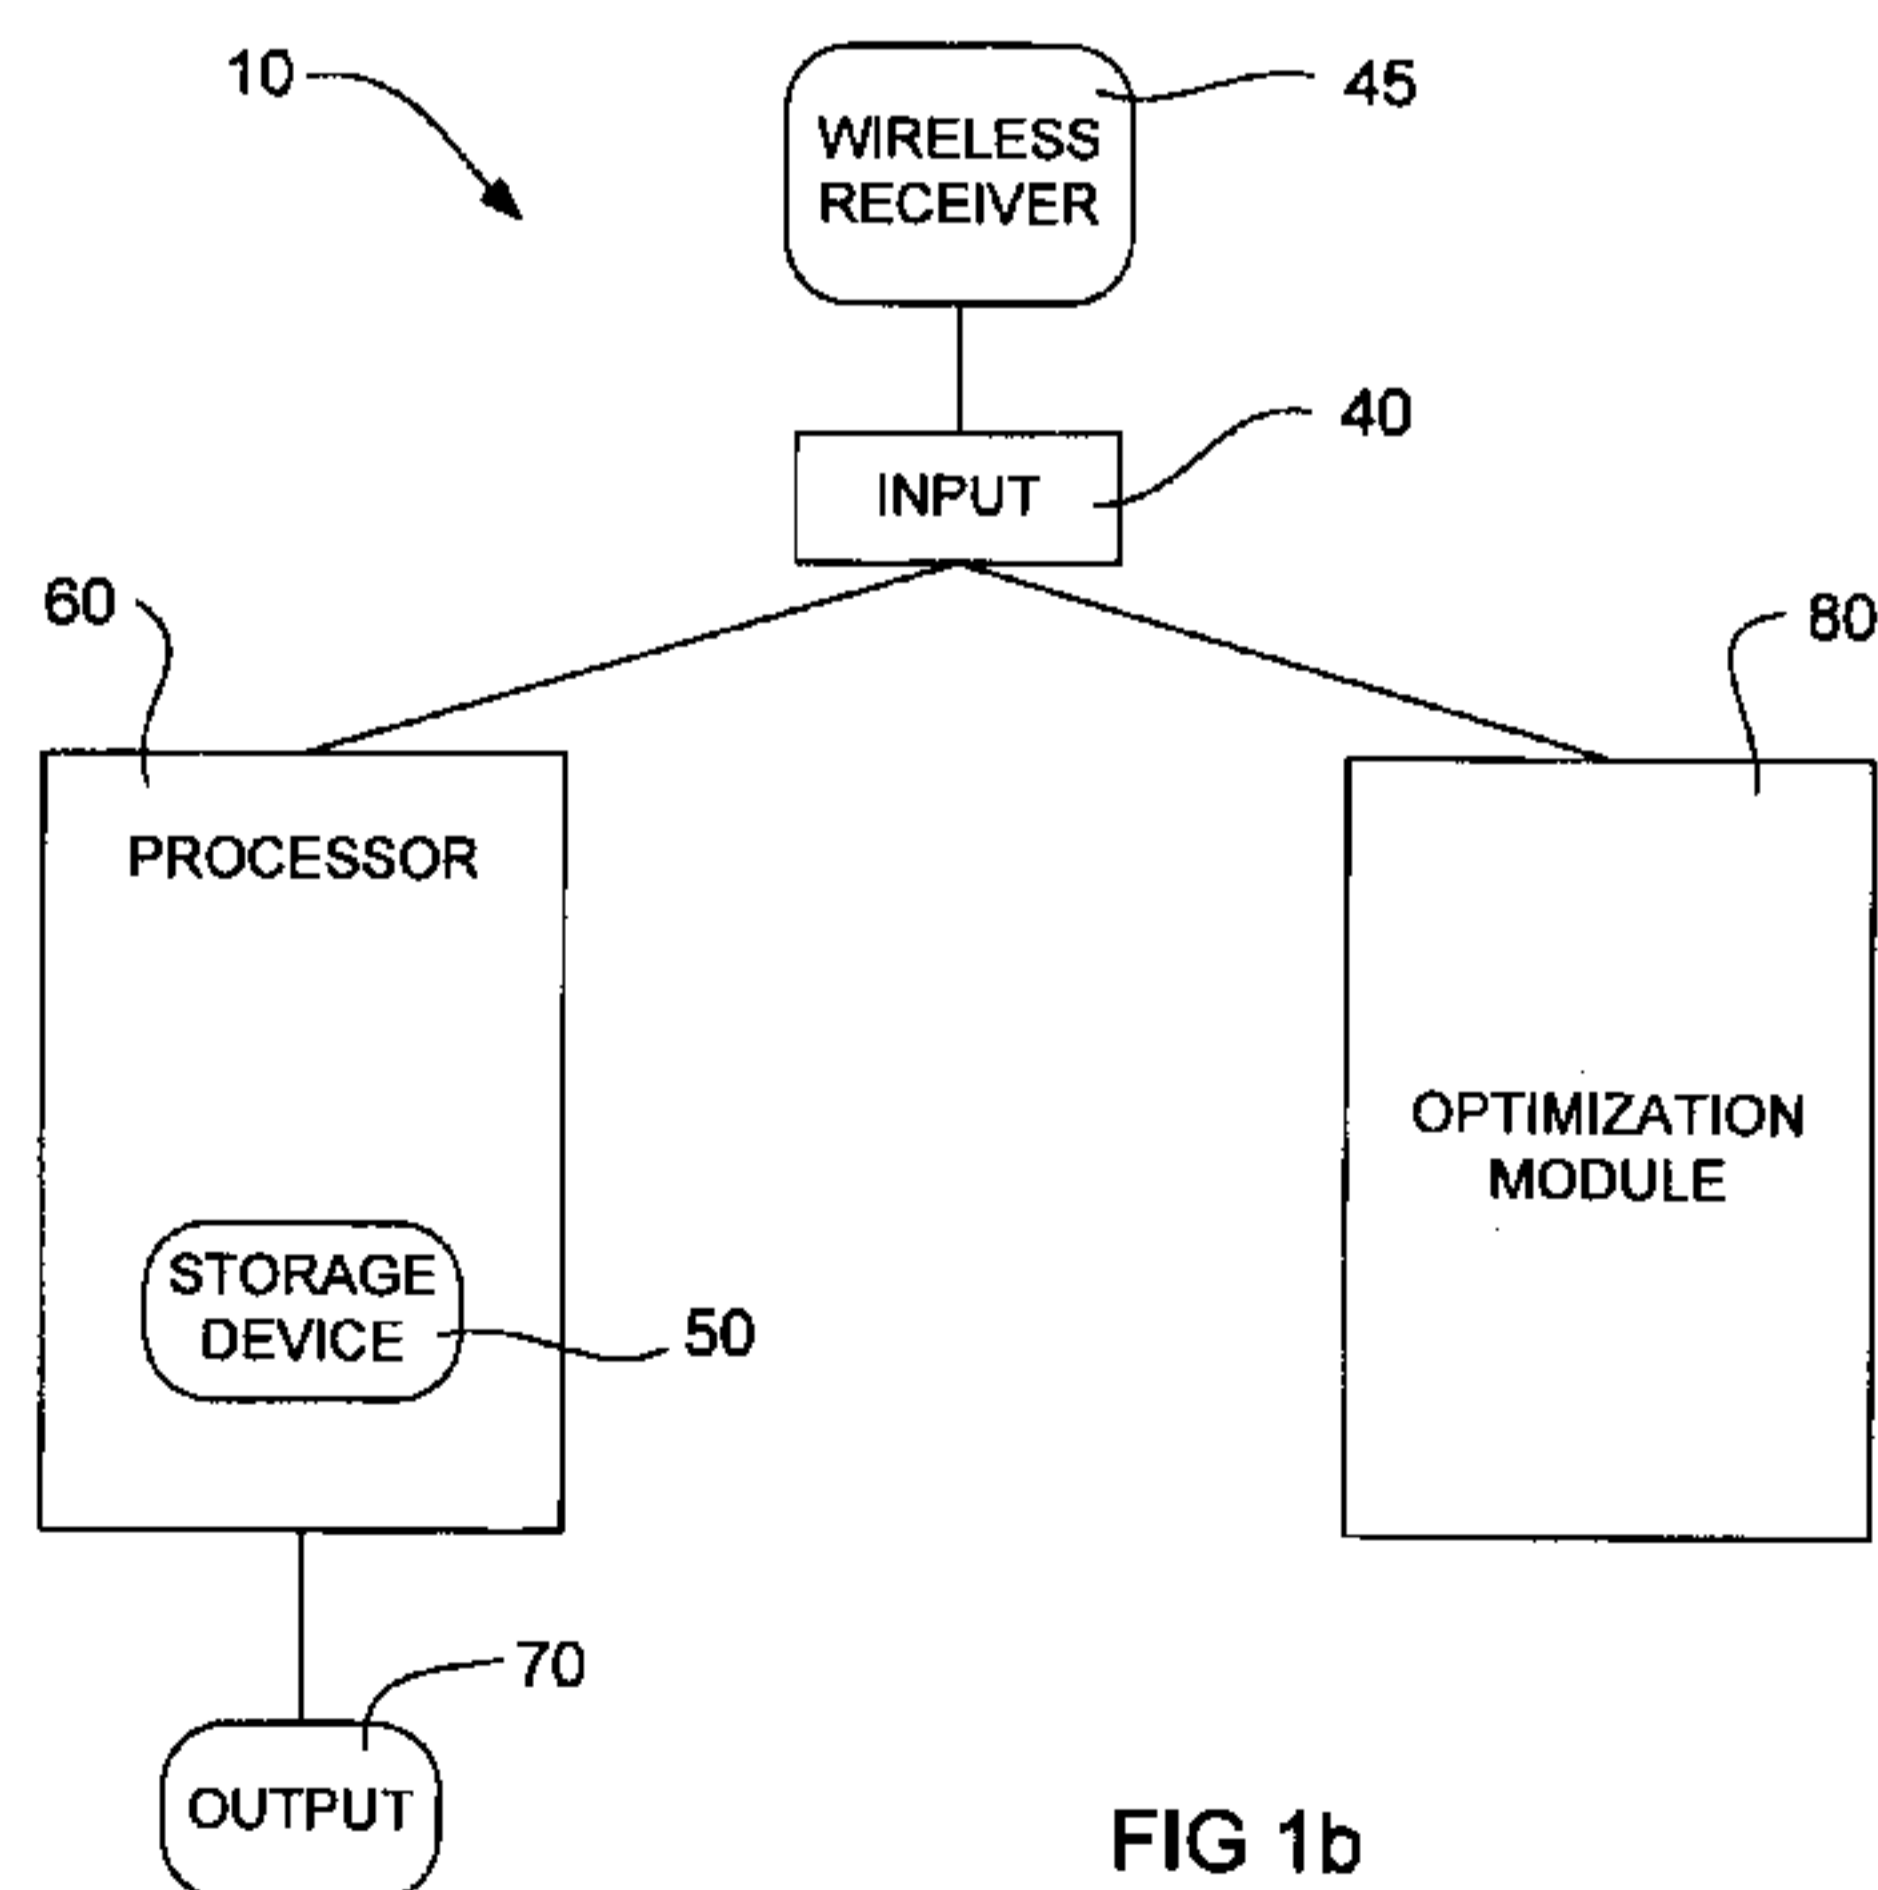 10
45
WIRELESS
RECEIVER
40
INPUT
60
80
PROCESSOR
OPTIMIZATION
MODULE
STORAGE
DEVICE
50
70
OUTPUT
FIG 1b